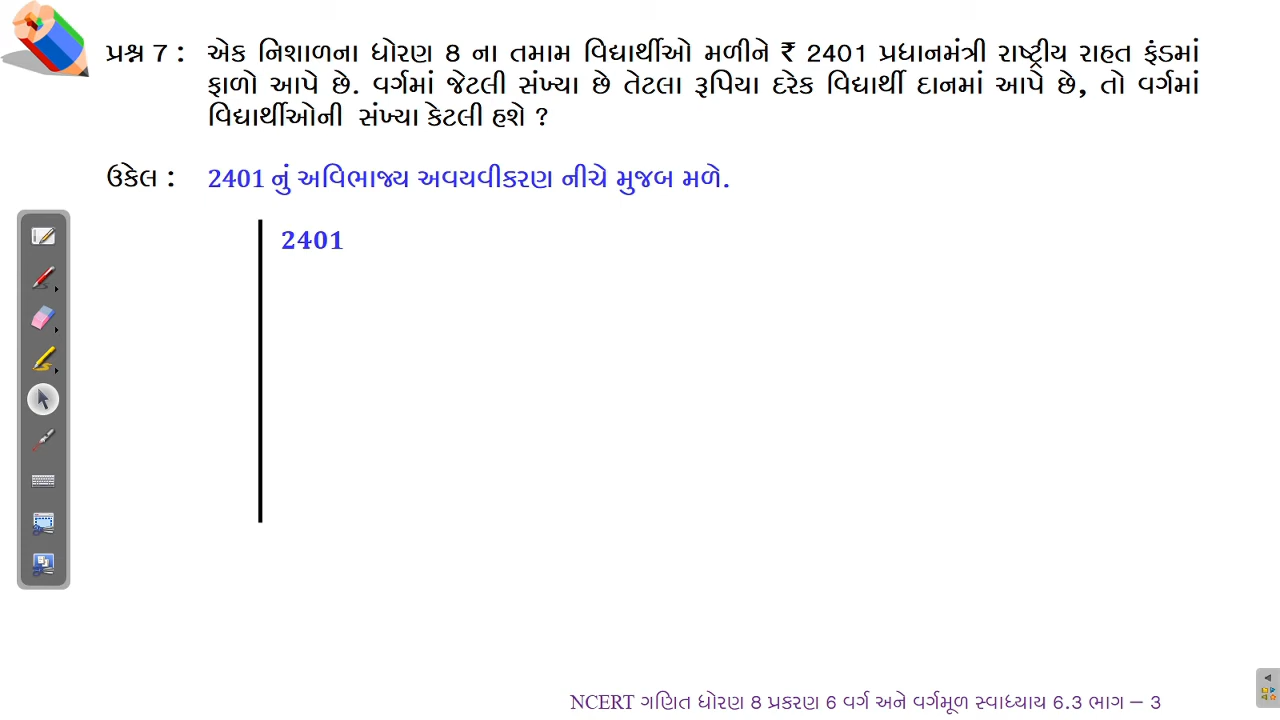 પ્રશ્ન 7 : એક નિશાળના ધોરણ 8 ના તમામ વિદ્યાર્થીઓ મળીને ₹ 2401 પ્રધાનમંત્રી રાષ્ટ્રીય રાહત ફંડમાં
ફાળો આપે છે. વર્ગમાં જેટલી સંખ્યા છે તેટલા રૂપિયા દરેક વિદ્યાર્થી દાનમાં આપે છે, તો વર્ગમાં
વિદ્યાર્થીઓની સંખ્યા કેટલી હશે ?
ઉકેલ : 2401 નું અવિભાજ્ય અવયવીકરણ નીચે મુજબ મળે.
2401
NCERT ગણિત ધોરણ 8 પ્રકરણ 6 વર્ગ અને વર્ગમૂળ સ્વાધ્યાય 6.3 ભાગ – 3